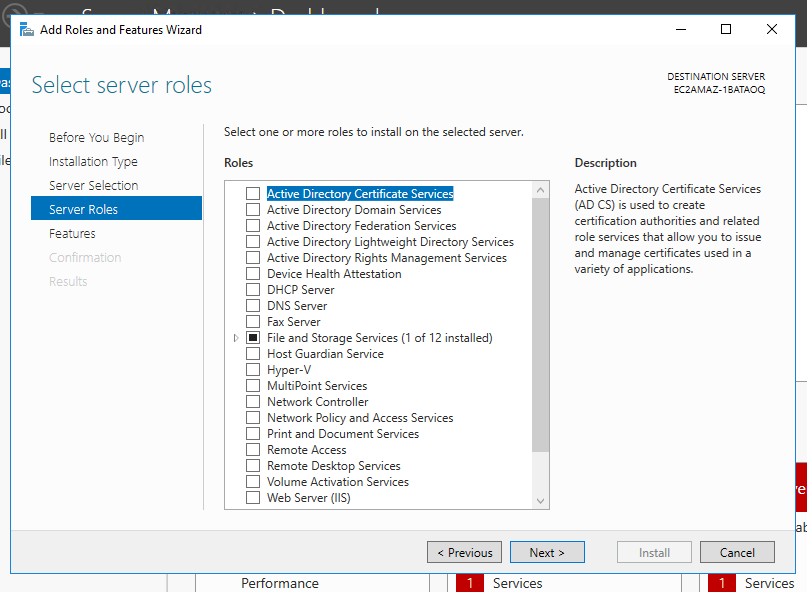 Add Roles and Features Wizard
Select server roles
DESTINATION SERVER
EC2AMAZ-1BATAOQ
Before You Begin
Installation Type
Server Selection
Server Roles
Features
Confirmation
Results
Select one or more roles to install on the selected server.
Roles
Active Directory Certificate Services
Active Directory Domain Services
Active Directory Federation Services
Active Directory Lightweight Directory Services
Active Directory Rights Management Services
Device Health Attestation
DHCP Server
DNS Server
Fax Server
File and Storage Services (1 of 12 installed)
Host Guardian Service
Hyper-V
MultiPoint Services
Network Controller
Network Policy and Access Services
Print and Document Services
Remote Access
Remote Desktop Services
Volume Activation Services
Web Server (IIS)
Description
Active Directory Certificate Services
(AD CS) is used to create
certification authorities and related
role services that allow you to issue
and manage certificates used in a
variety of applications.
< Previous
Next >
Install
Cancel
Performance
1 Services
1 Services